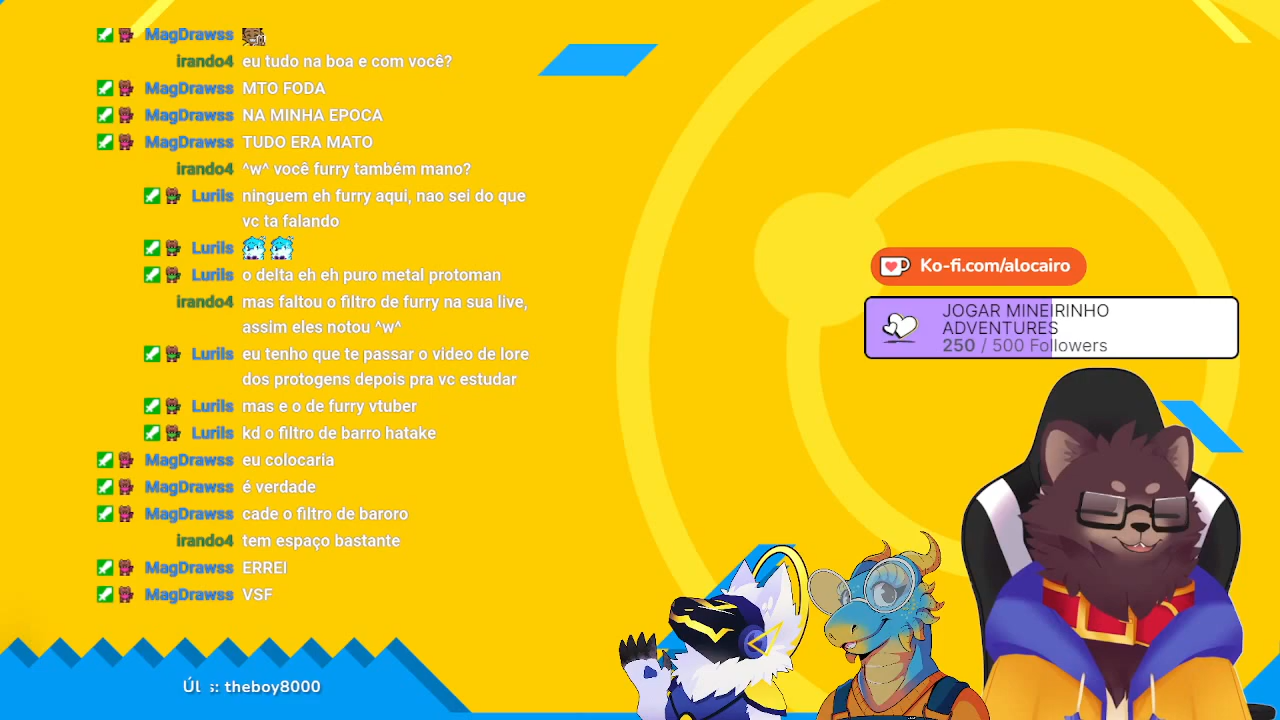 MagDrawss
irando4 eu tudo na boa e com você?
MagDrawss MTO FODA
MagDrawss NA MINHA EPOCA
MagDrawss TUDO ERA MATO
irando4 ^w^ você furry também mano?
Lurils ninguem eh furry aqui, nao sei do que
vc ta falando
Lurils
Lurils o delta eh eh puro metal protoman
irando4 mas faltou o filtro de furry na sua live,
assim eles notou ^w^
Lurils eu tenho que te passar o video de lore
dos protogens depois pra vc estudar
Lurils mas e o de furry vtuber
Lurils kd o filtro de barro hatake
MagDrawss eu colocaria
MagDrawss é verdade
MagDrawss cade o filtro de baroro
irando4 tem espaço bastante
MagDrawss ERREI
MagDrawss VSF
Ko-fi.com/alocairo
JOGAR MINEIRINHO
ADVENTURES
250 / 500 Followers
theboy8000